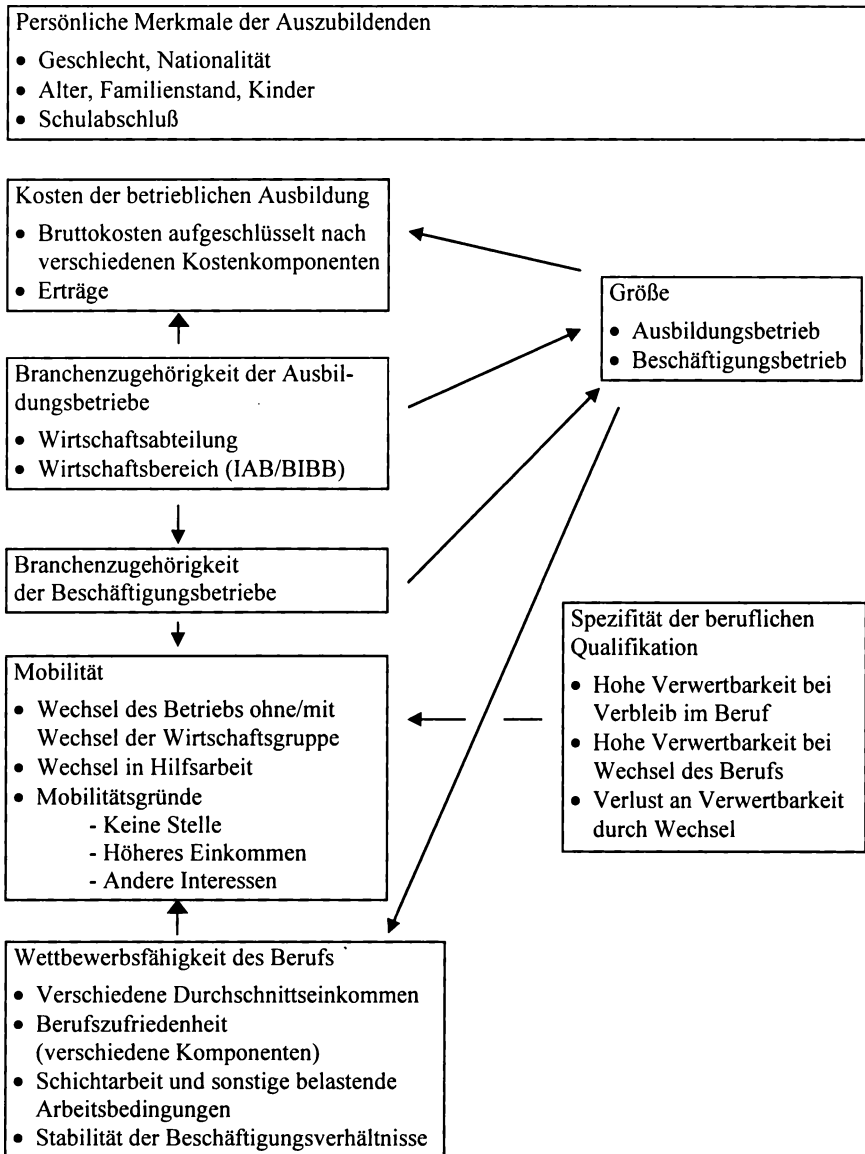 Persönliche Merkmale der Auszubildenden
• Geschlecht, Nationalität
• Alter, Familienstand, Kinder
• Schulabschluß
Kosten der betrieblichen Ausbildung
• Bruttokosten aufgeschlüsselt nach
verschiedenen Kostenkomponenten
• Erträge
Größe
• Ausbildungsbetrieb
• Beschäftigungsbetrieb
Branchenzugehörigkeit der Ausbil-
dungsbetriebe
• Wirtschaftsabteilung
• Wirtschaftsbereich (IAB/BIBB)
Branchenzugehörigkeit
der Beschäftigungsbetriebe
Spezifität der beruflichen
Qualifikation
• Hohe Verwertbarkeit bei
Verbleib im Beruf
• Hohe Verwertbarkeit bei
Wechsel des Berufs
• Verlust an Verwertbarkeit
durch Wechsel
Mobilität
• Wechsel des Betriebs ohne/mit
Wechsel der Wirtschaftsgruppe
• Wechsel in Hilfsarbeit
• Mobilitätsgründe
- Keine Stelle
- Höheres Einkommen
- Andere Interessen
Wettbewerbsfähigkeit des Berufs
• Verschiedene Durchschnittseinkommen
• Berufszufriedenheit
(verschiedene Komponenten)
• Schichtarbeit und sonstige belastende
Arbeitsbedingungen
• Stabilität der Beschäftigungsverhältnisse